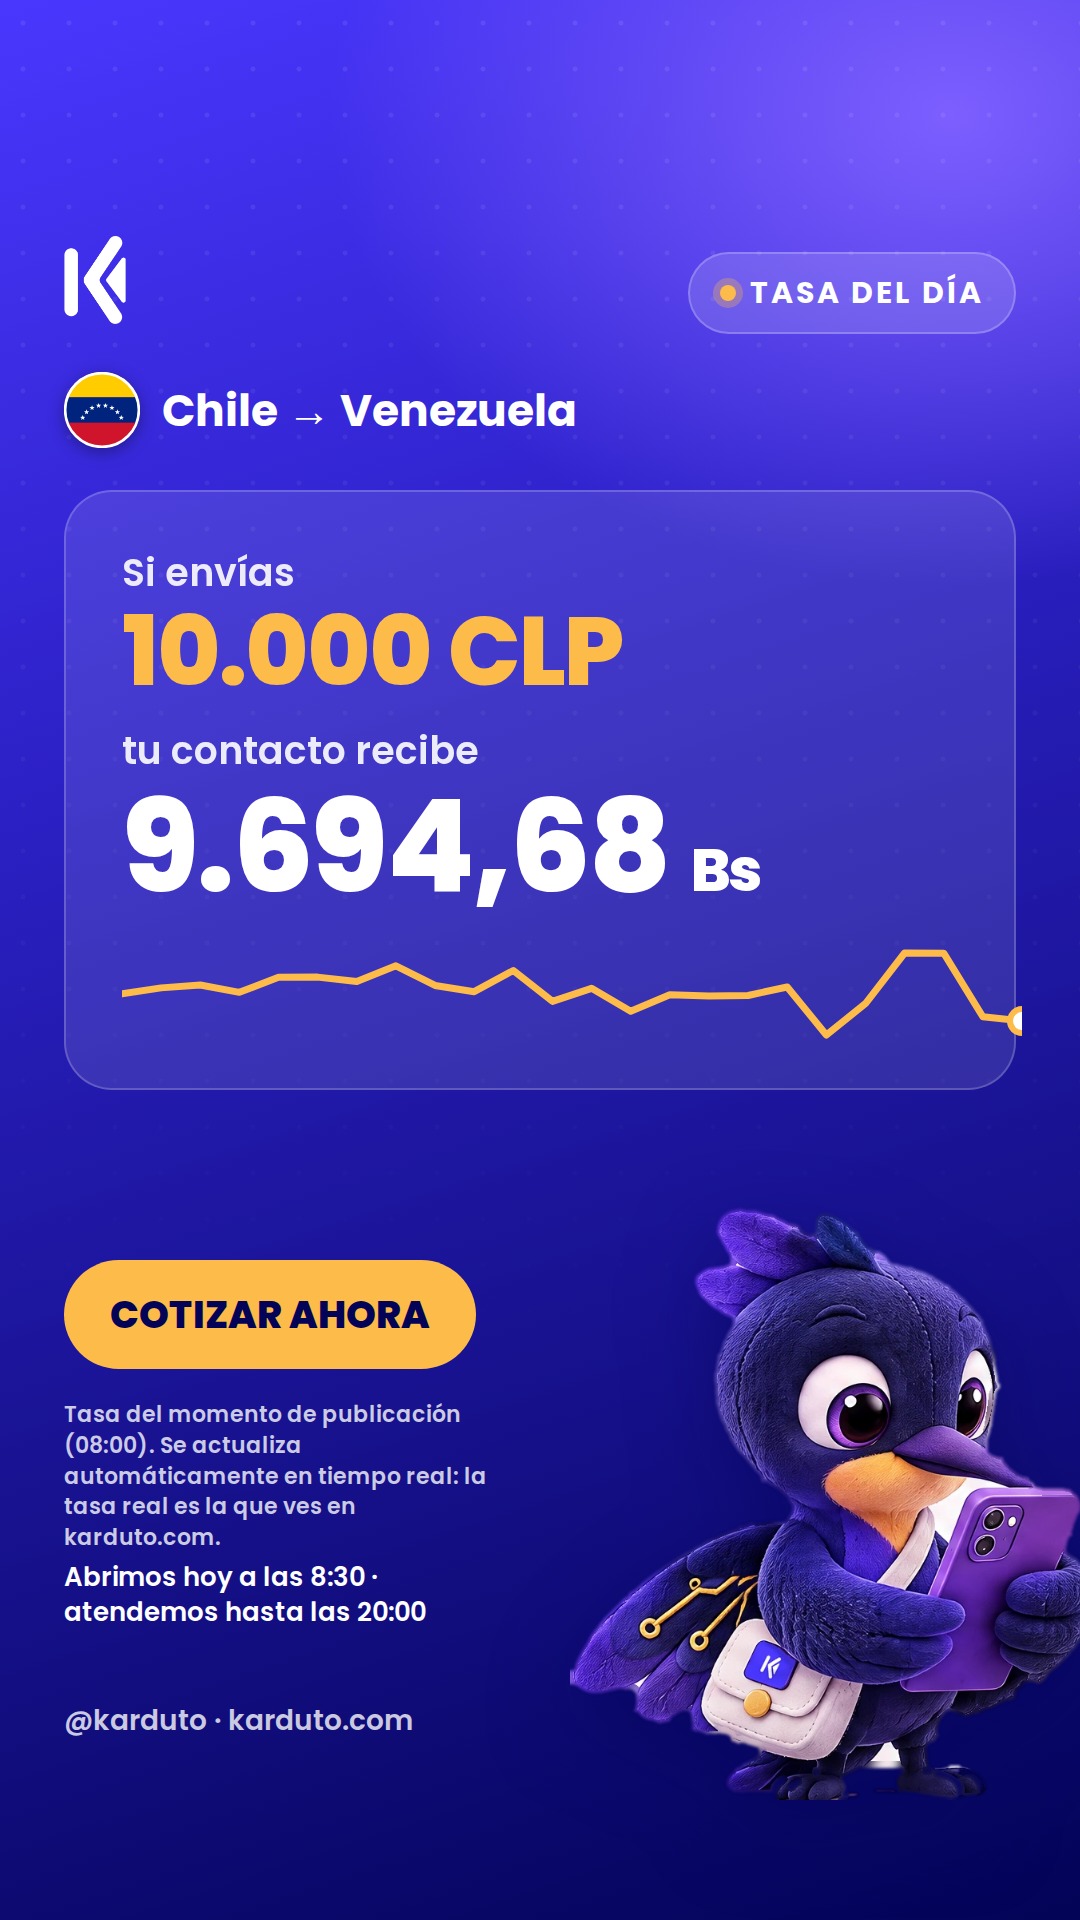 TASA DEL DÍA
Chile → Venezuela
Si envías
10.000 CLP
tu contacto recibe
9.694,68 Bs
COTIZAR AHORA
Tasa del momento de publicación
(08:00). Se actualiza
automáticamente en tiempo real: la
tasa real es la que ves en
karduto.com.
Abrimos hoy a las 8:30 ·
atendemos hasta las 20:00
@karduto · karduto.com